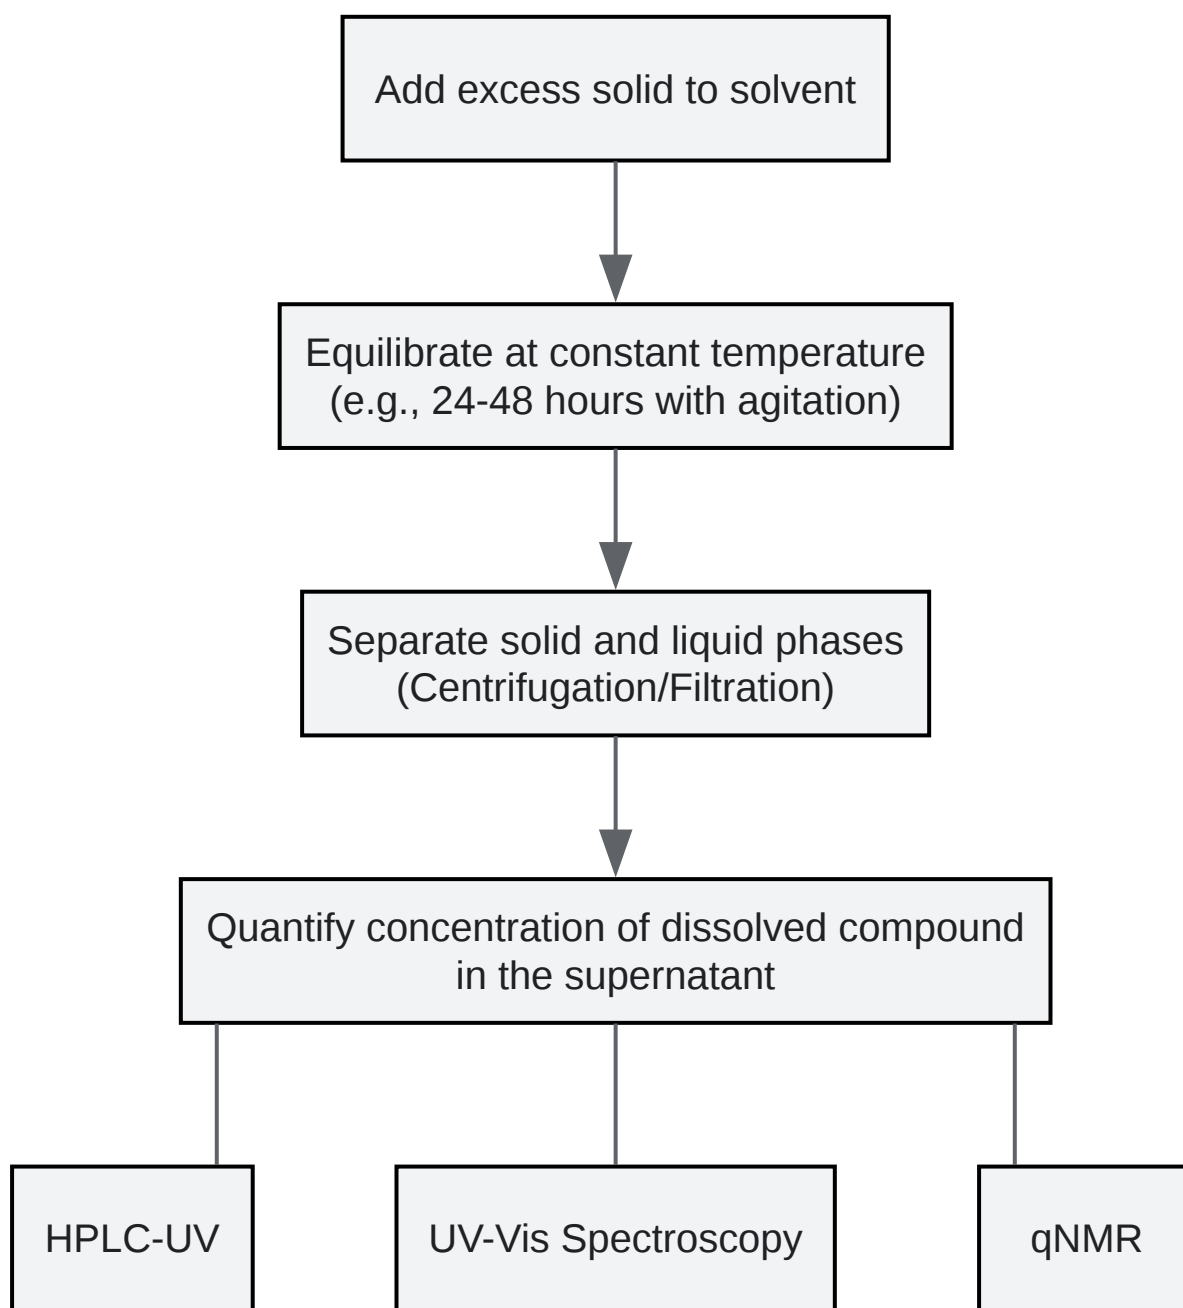 Add excess solid to solvent
Equilibrate at constant temperature
(e.g., 24-48 hours with agitation)
Separate solid and liquid phases
(Centrifugation/Filtration)
Quantify concentration of dissolved compound
in the supernatant
HPLC-UV
UV-Vis Spectroscopy
qNMR